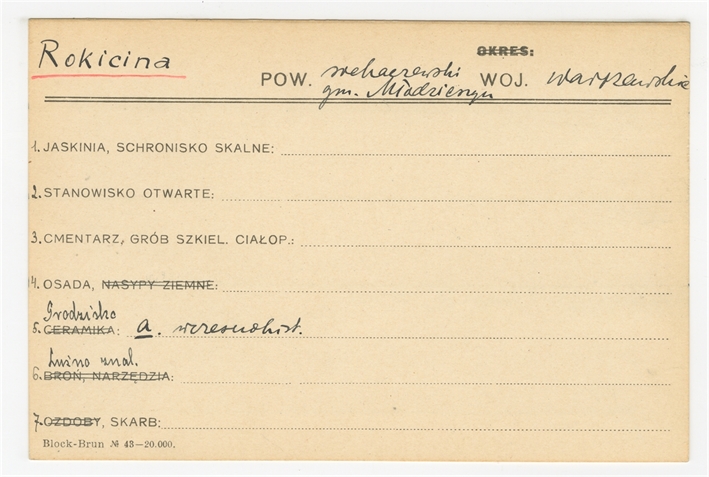 Rokicina
OKRES:
POW. sochaczewski WOJ. warszawskie
gm. Młodzieszyn
1. JASKINIA, SCHRONISKO SKALNE:
2. STANOWISKO OTWARTE:
3. CMENTARZ, GRÓB SZKIEL. CIAŁOP.:
4. OSADA, NASYPY ZIEMNE:
Grodzisko
5. CERAMIKA: a. wczesnohist.
Luźno znal.
6. BROŃ, NARZĘDZIA:
7. OZDOBY, SKARB:
Block-Brun № 43—20.000.